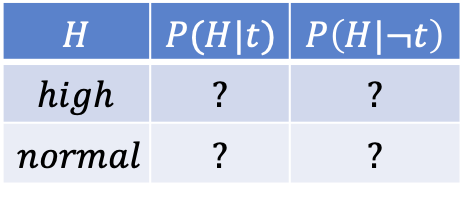 H P(H|t) P(H|¬t)
high ? ?
normal ? ?